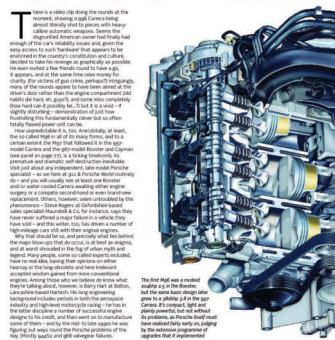 There is a video clip doing the rounds at the
moment, showing a 996 Carrera being
almost literally shot to pieces with heavy-
calibre automatic weapons. Seems the
disgruntled American owner had finally had
enough of the car's reliability issues and, given the
easy access to such 'hardware' that appears to be
enshrined in the country's constitution and culture,
decided to take his revenge as graphically as possible.
He even invited a few friends round to have a go,
it appears, and at the same time raise money for
charity. (For victims of gun crime, perhaps?) Intriguingly,
many of the rounds appear to have been aimed at the
driver's door rather than the engine compartment (old
habits die hard, eh, guys?), and some miss completely
(how hard can it possibly be...?) but it is a vivid – if
slightly disturbing – demonstration of just how
frustrating this fundamentally clever but so often
fatally flawed power unit can be.
How unpredictable it is, too. Anecdotally, at least,
the so-called M96 in all of its many forms, and to a
certain extent the M97 that followed it in the 997-
model Carrera and the 987-model Boxster and Cayman
(see panel on page 77), is a ticking timebomb, its
premature and dramatic self-destruction inevitable.
Visit just about any independent, late-model Porsche
specialist – as we here at 911 & Porsche World routinely
do – and you will usually see at least one Boxster
and/or water-cooled Carrera awaiting either engine
surgery or a compete second-hand or even brand-new
replacement. Others, however, seem untroubled by the
phenomenon – Steve Rogers at Oxfordshire-based
sales specialist Maundrell & Co, for instance, says they
have never suffered a major failure in a vehicle they
have sold – and this writer, too, has driven a number of
high-mileage cars still with their original engines.
Why that should be so, and precisely what lies behind
the major blow-ups that do occur, is at best an enigma,
and at worst shrouded in the fog of urban myth and
legend. Many people, some so-called experts included,
have no real idea, basing their opinions on either
hearsay or the long-obsolete and here irrelevant
accepted wisdom gained from more conventional
engines. Among those who we believe do know what
they're talking about, however, is Barry Hart at Bolton,
Lancashire-based Hartech. His long engineering
background includes periods in both the aerospace
industry and high-level motorcycle racing – he has in
the latter discipline a number of successful engine
designs to his credit, and then went on to manufacture
some of them – and by the mid- to late 1990s he was
figuring out ways round the Porsche problems of the
day. (Mostly 944S2 and 968 valvegear failures.
The first M96 was a modest
204bhp 2.5 in the Boxster,
but the same basic design later
grew to a 3.8 in the 997
Carrera. It's compact, light and
plainly powerful, but not without
its problems, as Porsche itself must
have realised fairly early on, judging
by the extensive programme of
upgrades that it implemented